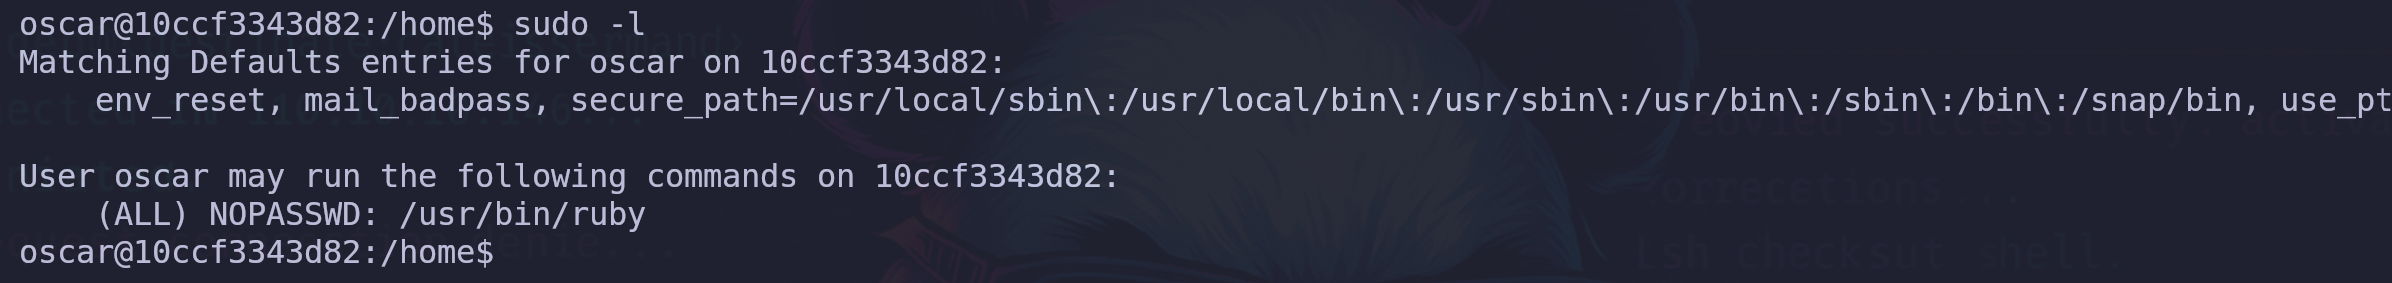 oscar@10ccf3343d82:/home$ sudo -l
Matching Defaults entries for oscar on 10ccf3343d82:
    env_reset, mail_badpass, secure_path=/usr/local/sbin\:/usr/local/bin\:/usr/sbin\:/usr/bin\:/sbin\:/bin\:/snap/bin, use_pt
User oscar may run the following commands on 10ccf3343d82:
    (ALL) NOPASSWD: /usr/bin/ruby
oscar@10ccf3343d82:/home$